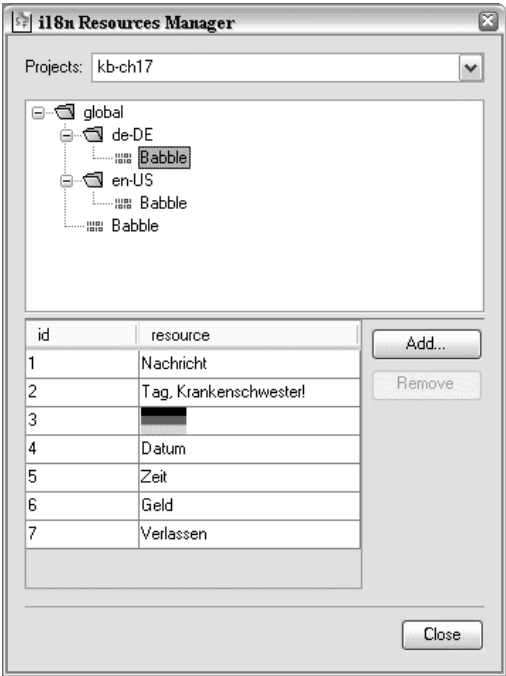 i18n Resources Manager
Projects: kb-ch17
global
de-DE
Babble
en-US
Babble
Babble
id resource
1 Nachricht
2 Tag, Krankenschwester!
3
4 Datum
5 Zeit
6 Geld
7 Verlassen
Add...
Remove
Close